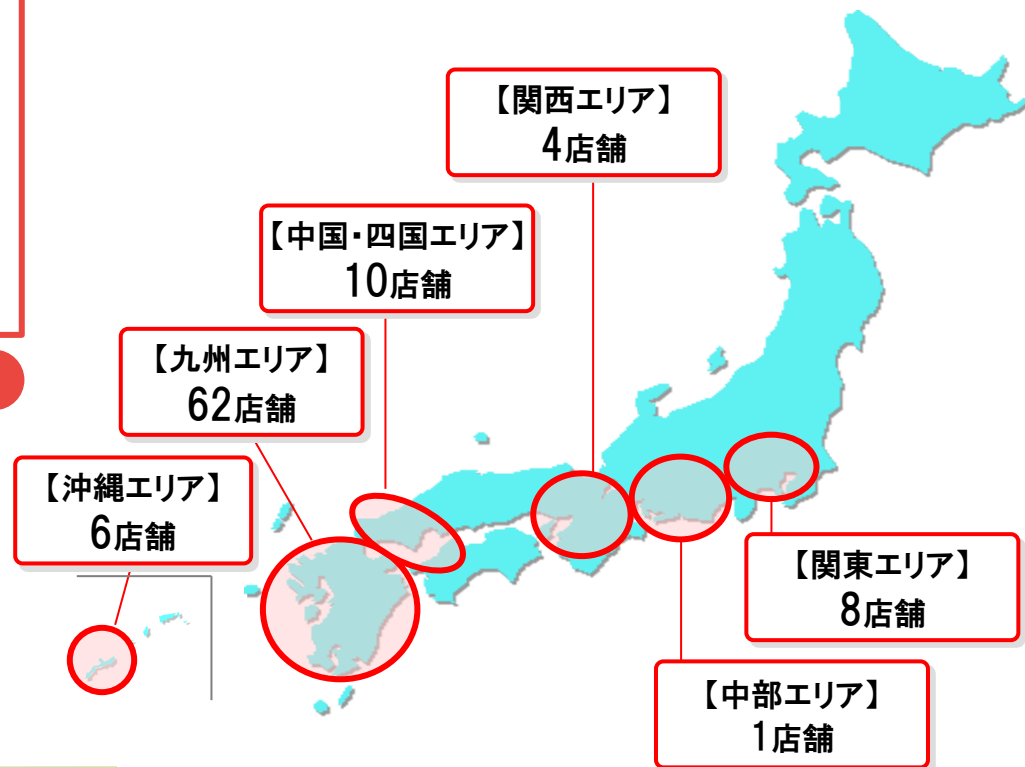 【関西エリア】
4店舗
【中国・四国エリア】
10店舗
【九州エリア】
62店舗
【沖縄エリア】
6店舗
【関東エリア】
8店舗
【中部エリア】
1店舗